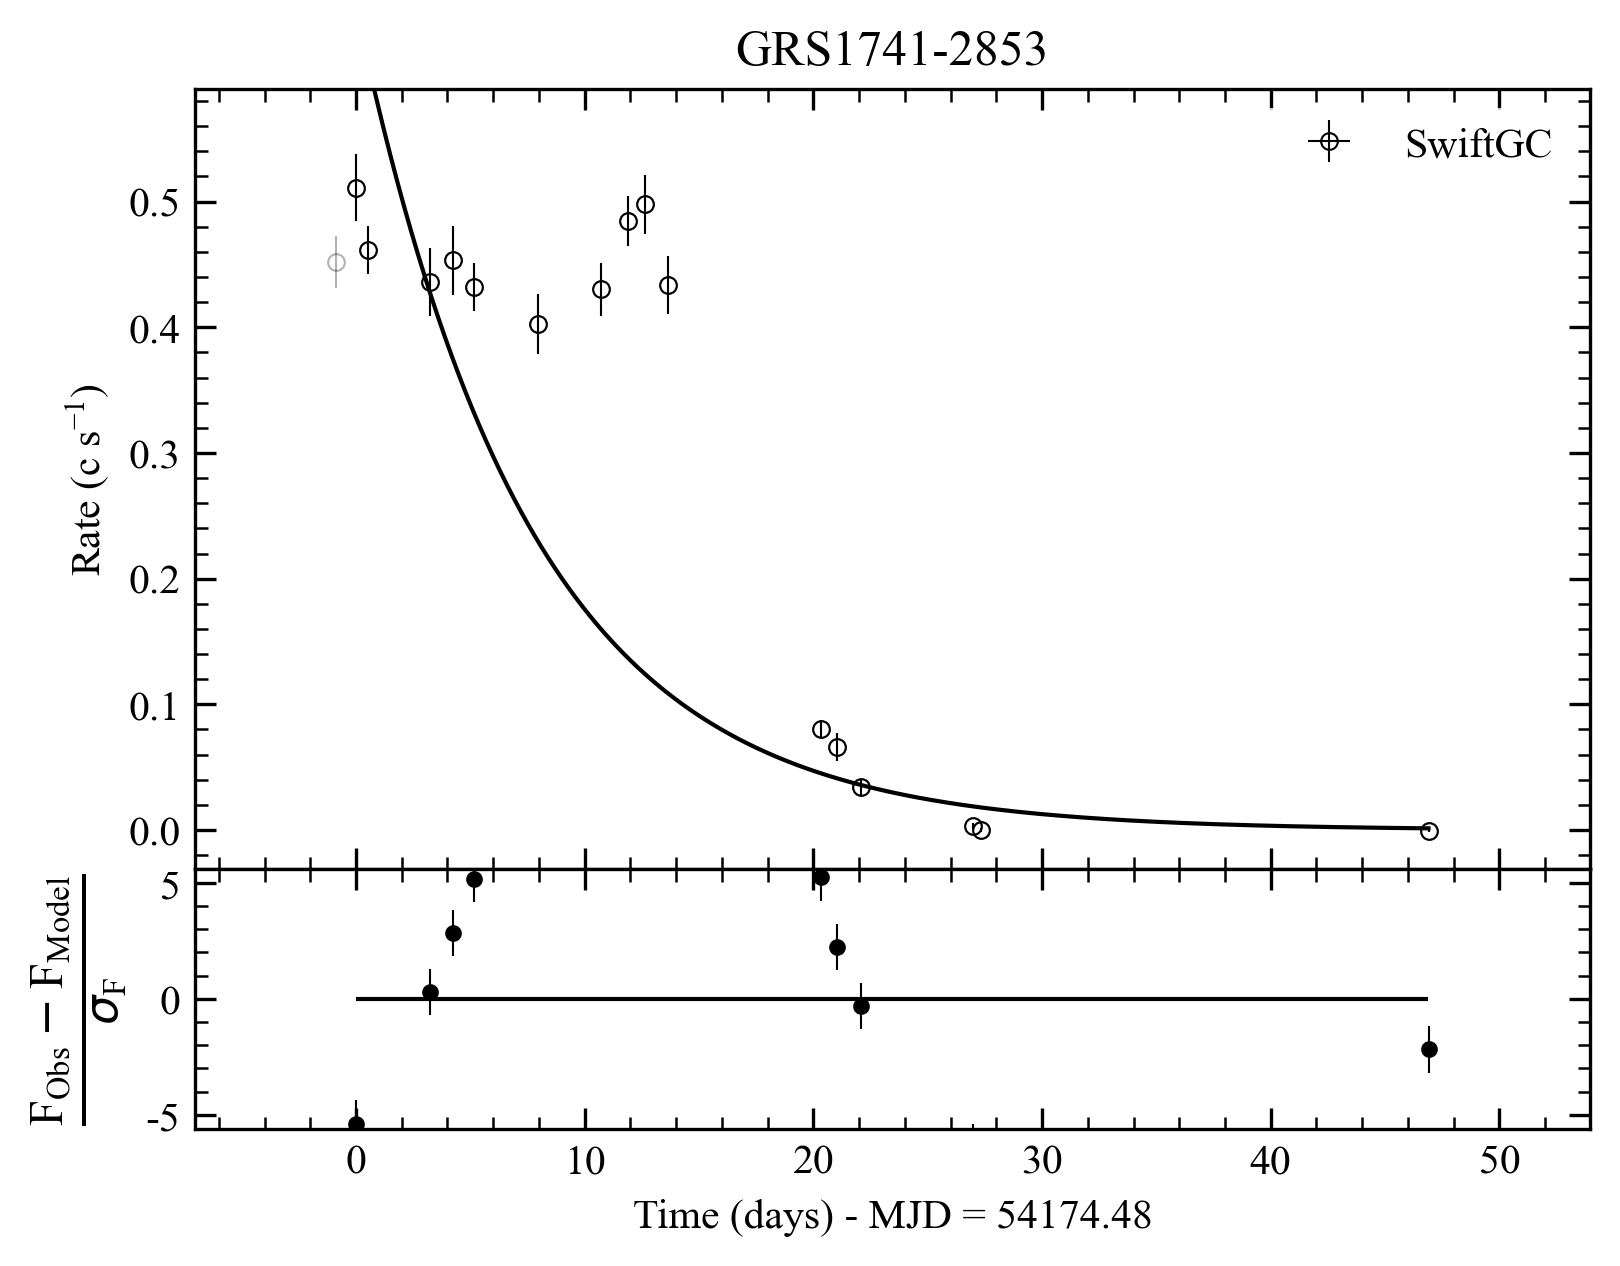 GRS1741-2853
SwiftGC
Rate (c s⁻¹)
0.5
0.4
0.3
0.2
0.1
0.0
F_Obs − F_Model
σ_F
5
0
-5
0 10 20 30 40 50
Time (days) - MJD = 54174.48